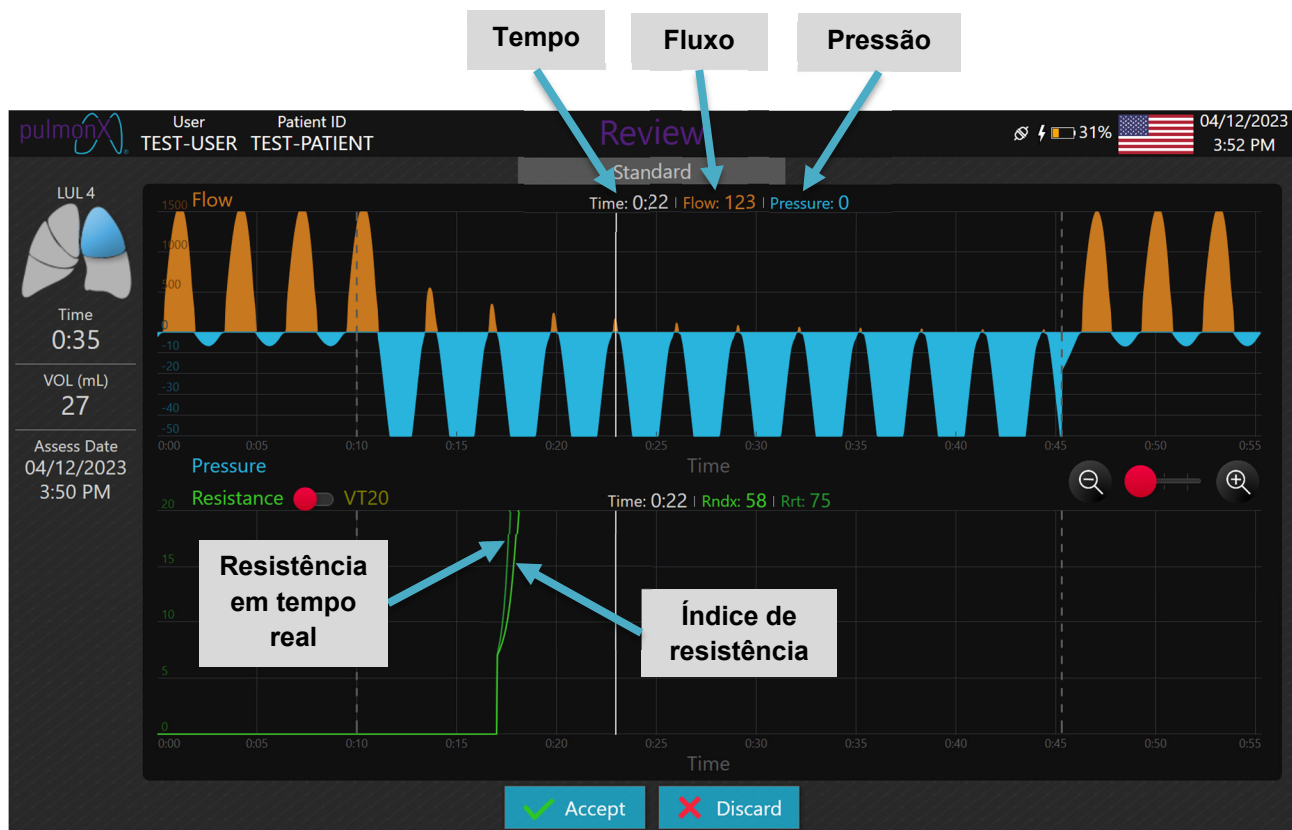 Tempo
Fluxo
Pressão
pulmonX
User
TEST-USER
Patient ID
TEST-PATIENT
Review
31%
04/12/2023
3:52 PM
Standard
LUL 4
Time
0:35
VOL (mL)
27
Assess Date
04/12/2023
3:50 PM
Flow
Time: 0:22 | Flow: 123 | Pressure: 0
1500
1000
500
0
-10
-20
-30
-40
-50
0:00 0:05 0:10 0:15 0:20 0:25 0:30 0:35 0:40 0:45 0:50 0:55
Pressure
Time
Resistance VT20
Time: 0:22 | Rndx: 58 | Rrt: 75
20
15
10
5
0
Resistência
em tempo
real
Índice de
resistência
0:00 0:05 0:10 0:15 0:20 0:25 0:30 0:35 0:40 0:45 0:50 0:55
Time
Accept
Discard